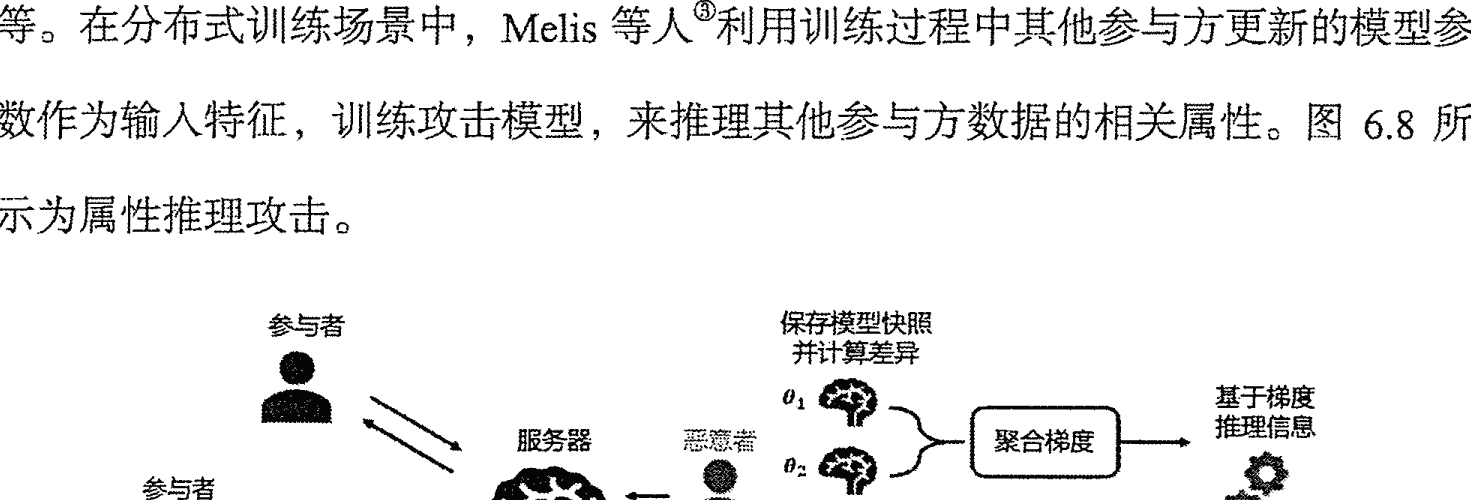 等。在分布式训练场景中，Melis 等人③利用训练过程中其他参与方更新的模型参
数作为输入特征，训练攻击模型，来推理其他参与方数据的相关属性。图 6.8 所
示为属性推理攻击。
参与者
保存模型快照
并计算差异
θ₁
基于梯度
推理信息
服务器
恶意者
聚合梯度
θ₂
参与者